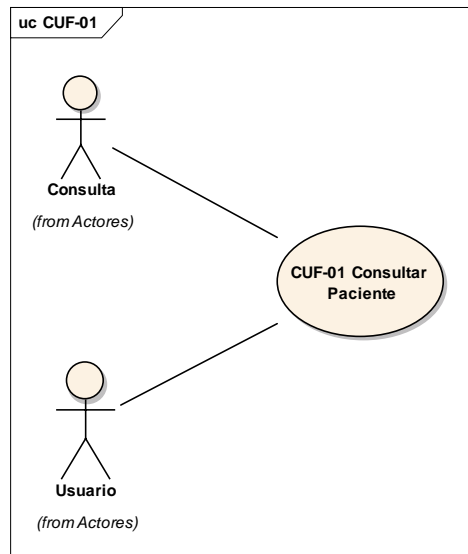 uc CUF-01
Consulta
(from Actores)
CUF-01 Consultar
Paciente
Usuario
(from Actores)